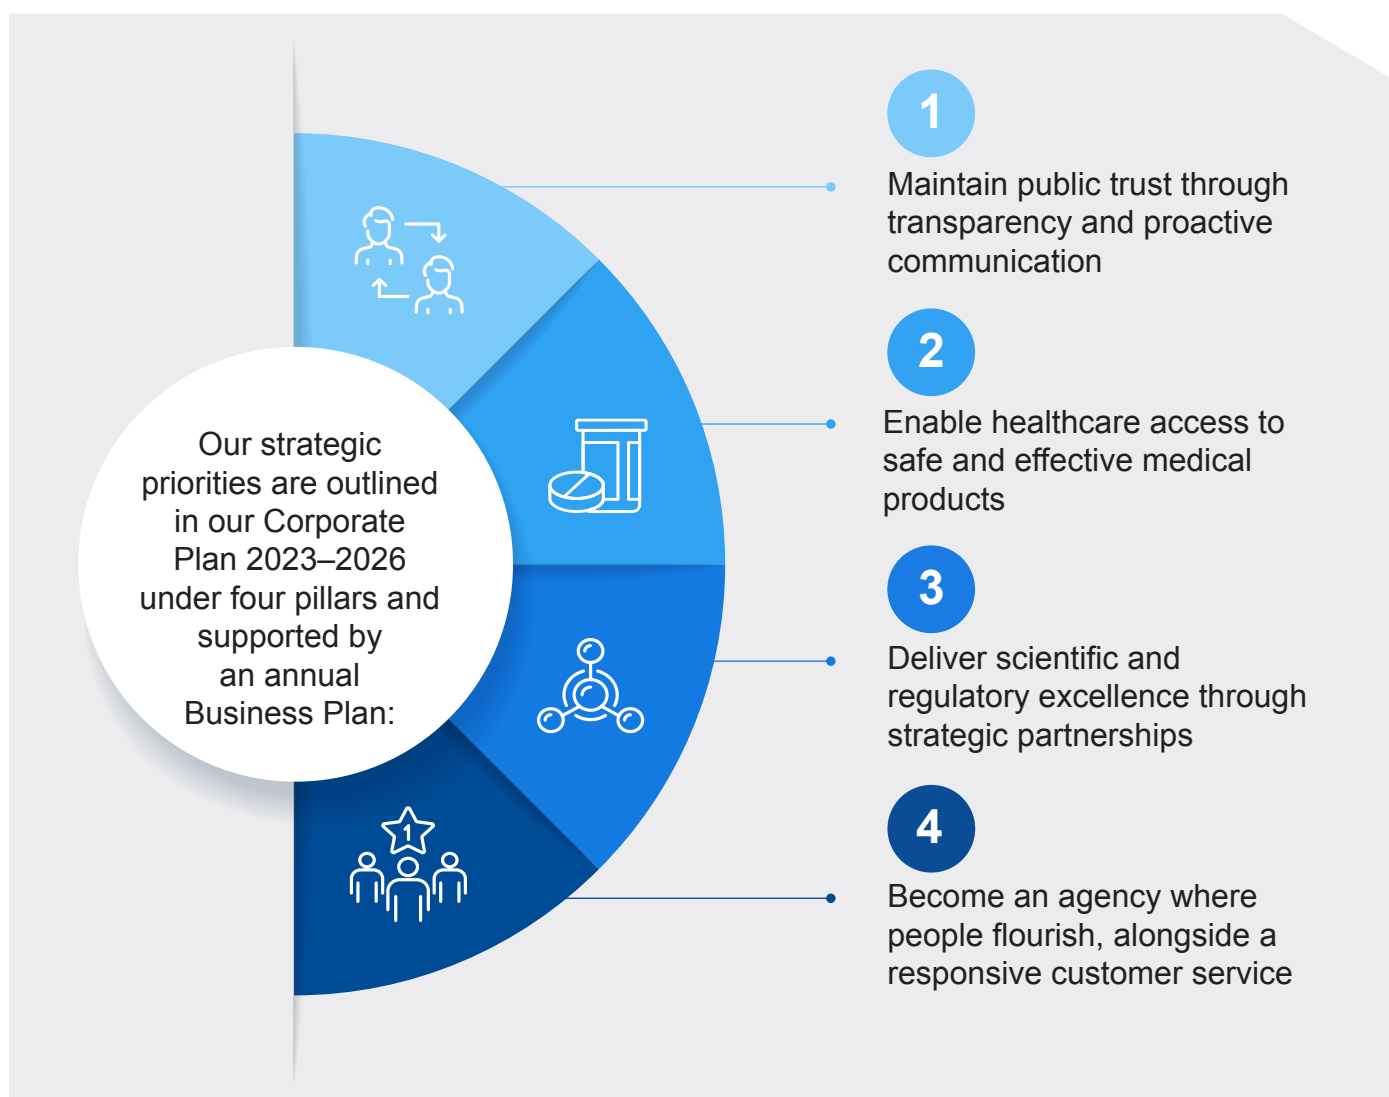 Our strategic
priorities are outlined
in our Corporate
Plan 2023–2026
under four pillars and
supported by
an annual
Business Plan:
1
Maintain public trust through
transparency and proactive
communication
2
Enable healthcare access to
safe and effective medical
products
3
Deliver scientific and
regulatory excellence through
strategic partnerships
1
4
Become an agency where
people flourish, alongside a
responsive customer service